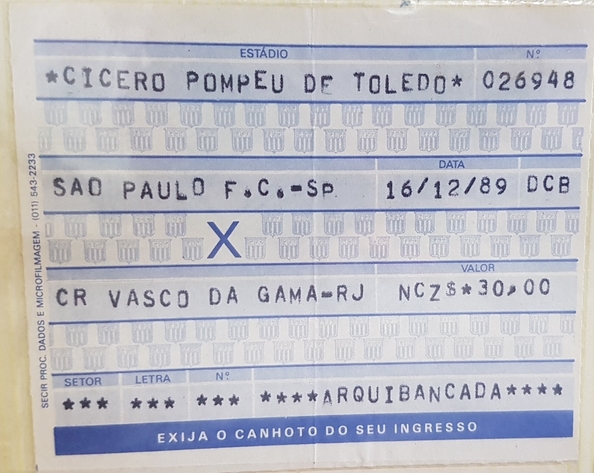 ESTÁDIO Nº
*CICERO POMPEU DE TOLEDO* 026948
DATA
SAO PAULO F.C.-SP 16/12/89 DCB
X
VALOR
CR VASCO DA GAMA-RJ NCZ$*30,00
SETOR LETRA Nº
*** *** *** ****ARQUIBANCADA****
EXIJA O CANHOTO DO SEU INGRESSO
SECIR PROC. DADOS E MICROFILMAGEM - (011) 543-2233